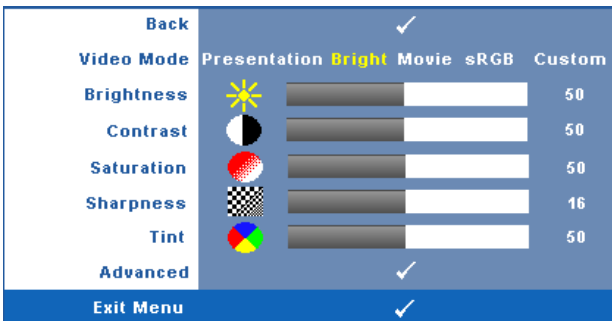 Back
Video Mode Presentation Bright Movie sRGB Custom
Brightness 50
Contrast 50
Saturation 50
Sharpness 16
Tint 50
Advanced
Exit Menu